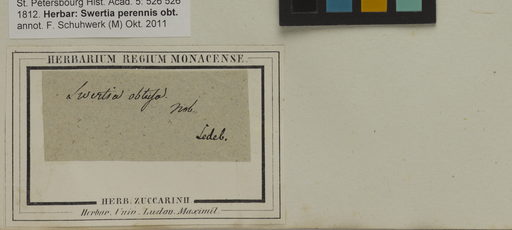 St. Petersbourg Hist. Acad. 5: 526 526
1812. Herbar: Swertia perennis obt.
annot. F. Schuhwerk (M) Okt. 2011
HERBARIUM REGIUM MONACENSE
Swertia obtusa.
Nob.
Ledeb.
HERB. ZUCCARINII
Herbar. Univ. Ludov. Maximil.